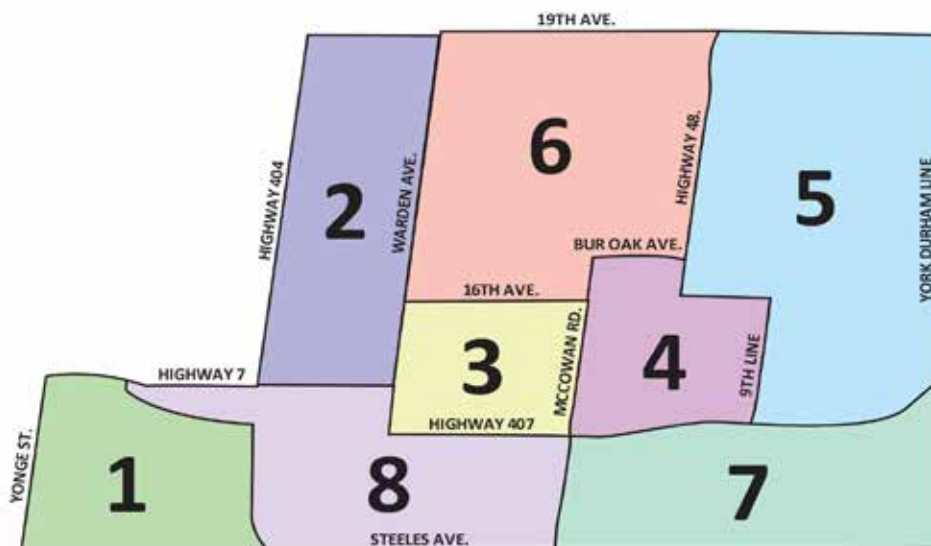 19TH AVE.
6
HIGHWAY 48.
5
YORK DURHAM LINE
HIGHWAY 404
2
WARDEN AVE.
BUR OAK AVE.
16TH AVE.
3
MCCOWAN RD.
4
9TH LINE
HIGHWAY 7
HIGHWAY 407
YONGE ST.
1
8
7
STEELES AVE.